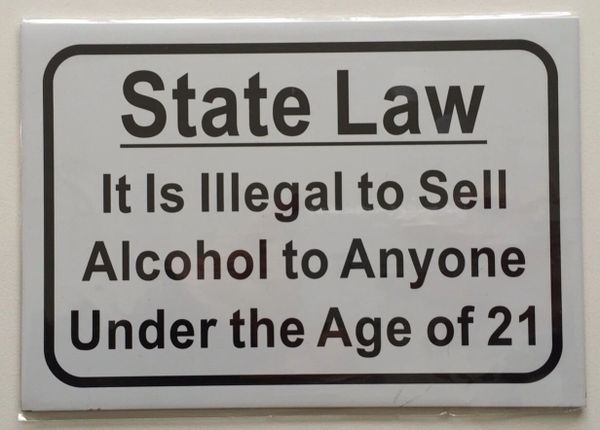 State Law
It Is Illegal to Sell
Alcohol to Anyone
Under the Age of 21